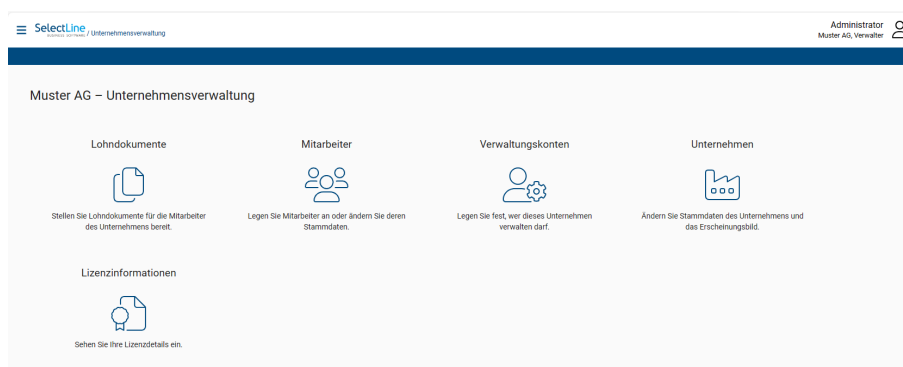 SelectLine
BUSINESS SOFTWARE
/ Unternehmensverwaltung
Administrator
Muster AG, Verwalter
Muster AG – Unternehmensverwaltung
Lohndokumente
Stellen Sie Lohndokumente für die Mitarbeiter
des Unternehmens bereit.
Mitarbeiter
Legen Sie Mitarbeiter an oder ändern Sie deren
Stammdaten.
Verwaltungskonten
Legen Sie fest, wer dieses Unternehmen
verwalten darf.
Unternehmen
Ändern Sie Stammdaten des Unternehmens und
das Erscheinungsbild.
Lizenzinformationen
Sehen Sie Ihre Lizenzdetails ein.